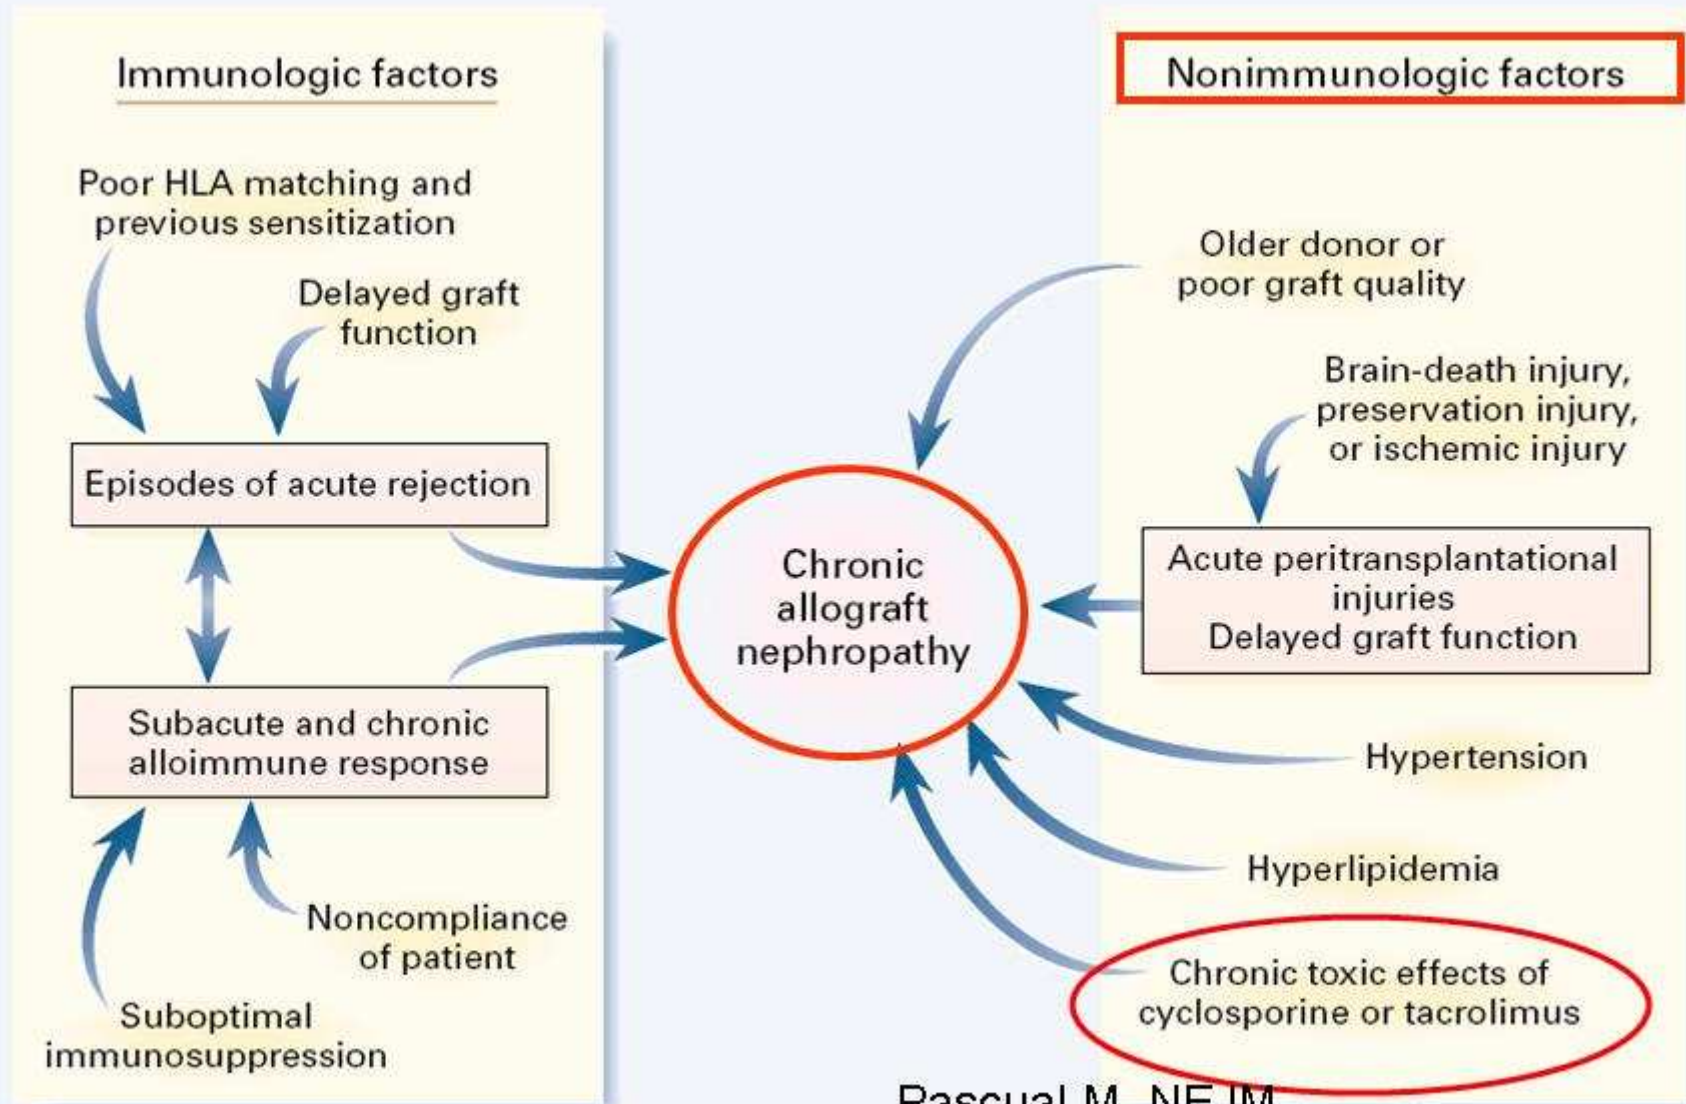 Immunologic factors
Poor HLA matching and
previous sensitization
Delayed graft
function
Episodes of acute rejection
Subacute and chronic
alloimmune response
Noncompliance
of patient
Suboptimal
immunosuppression
Chronic
allograft
nephropathy
Nonimmunologic factors
Older donor or
poor graft quality
Brain-death injury,
preservation injury,
or ischemic injury
Acute peritransplantational
injuries
Delayed graft function
Hypertension
Hyperlipidemia
Chronic toxic effects of
cyclosporine or tacrolimus
Pascual M, NEJM